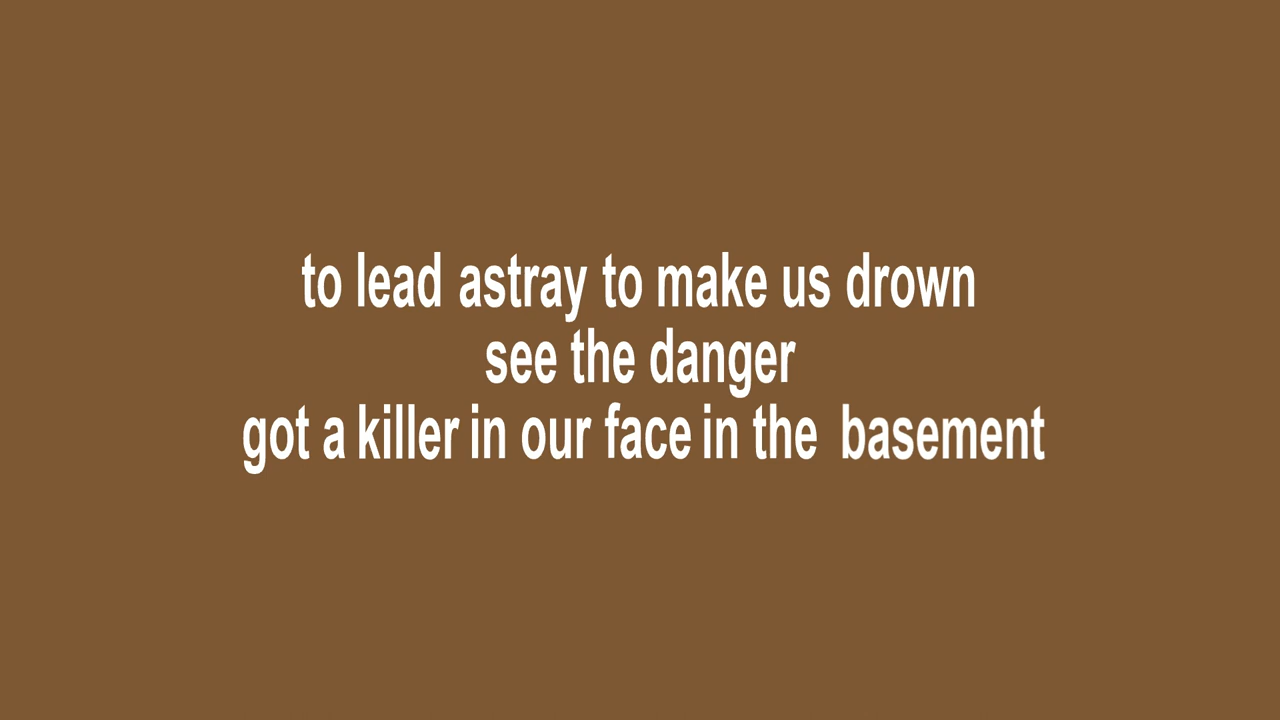 to lead astray to make us drown
see the danger
got a killer in our face in the basement